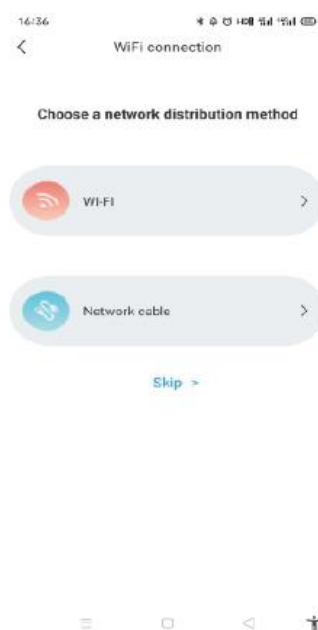 16:36
WiFi connection
Choose a network distribution method
WI-FI
Network cable
Skip >